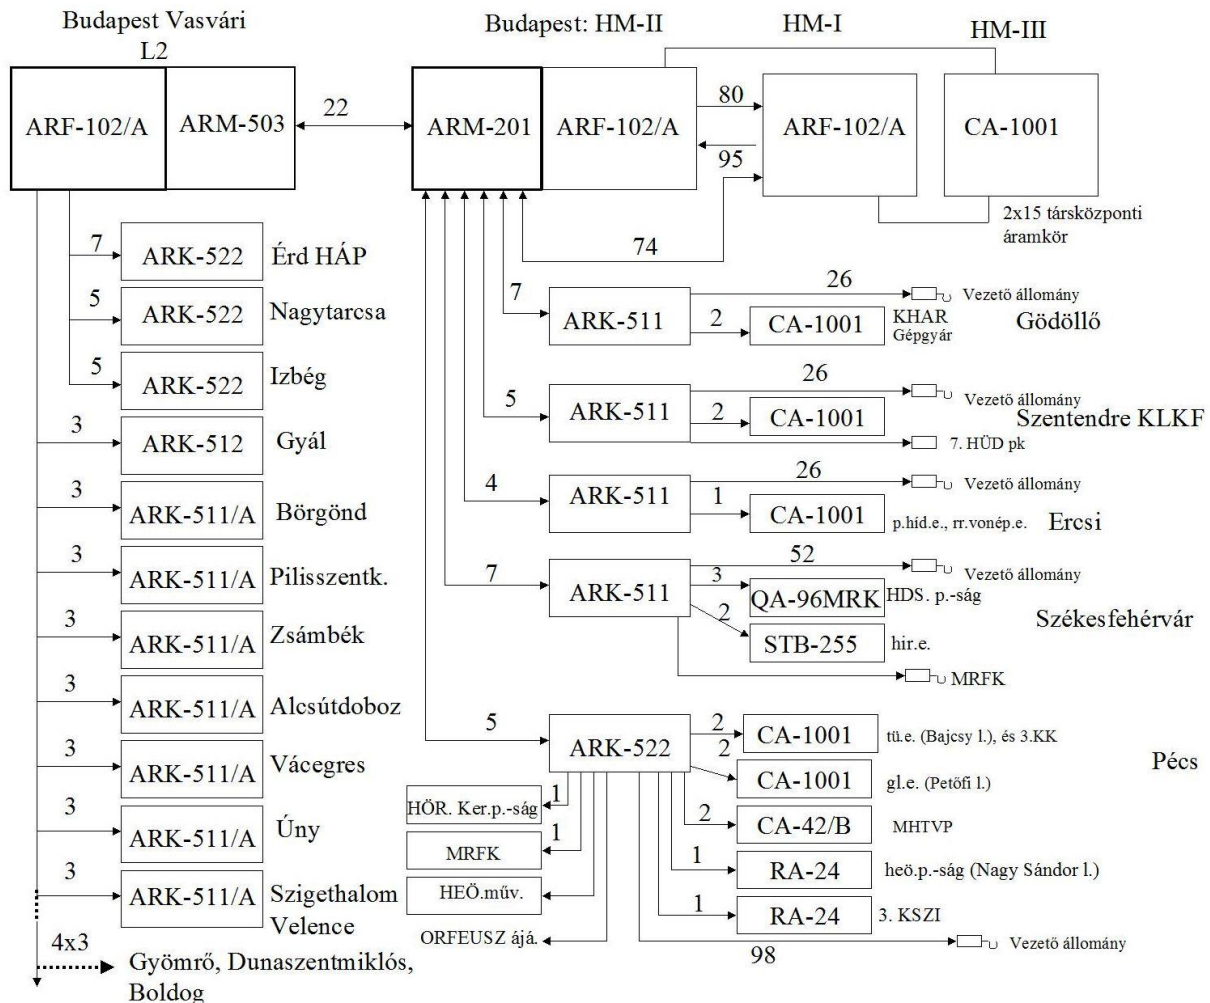 Budapest Vasvári
L2
Budapest: HM-II
HM-I
HM-III
ARF-102/A
ARM-503
22
ARM-201
ARF-102/A
80
95
ARF-102/A
CA-1001
2x15 társközponti
áramkör
74
7
ARK-522
Érd HÁP
5
ARK-522
Nagytarcsa
5
ARK-522
Izbég
3
ARK-512
Gyál
3
ARK-511/A
Börgönd
3
ARK-511/A
Pilisszentk.
3
ARK-511/A
Zsámbék
3
ARK-511/A
Alcsútdoboz
3
ARK-511/A
Vácegres
3
ARK-511/A
Úny
3
ARK-511/A
Szigethalom
Velence
4x3
Gyömrő, Dunaszentmiklós,
Boldog
7
ARK-511
26
Vezető állomány
2
CA-1001
KHAR
Gépgyár
Gödöllő
5
ARK-511
26
Vezető állomány
2
CA-1001
Szentendre KLKF
7. HÜD pk
4
ARK-511
26
Vezető állomány
1
CA-1001
p.híd.e., rr.vonép.e.
Ercsi
7
ARK-511
52
Vezető állomány
3
QA-96MRK
HDS. p.-ság
2
STB-255
hir.e.
Székesfehérvár
MRFK
5
ARK-522
2
CA-1001
tü.e. (Bajcsy l.), és 3.KK
2
CA-1001
gl.e. (Petőfi l.)
Pécs
2
CA-42/B
MHTVP
1
RA-24
heö.p.-ság (Nagy Sándor l.)
1
RA-24
3. KSZI
98
Vezető állomány
1
HÖR. Ker.p.-ság
1
MRFK
HEÖ.műv.
ORFEUSZ ájá.